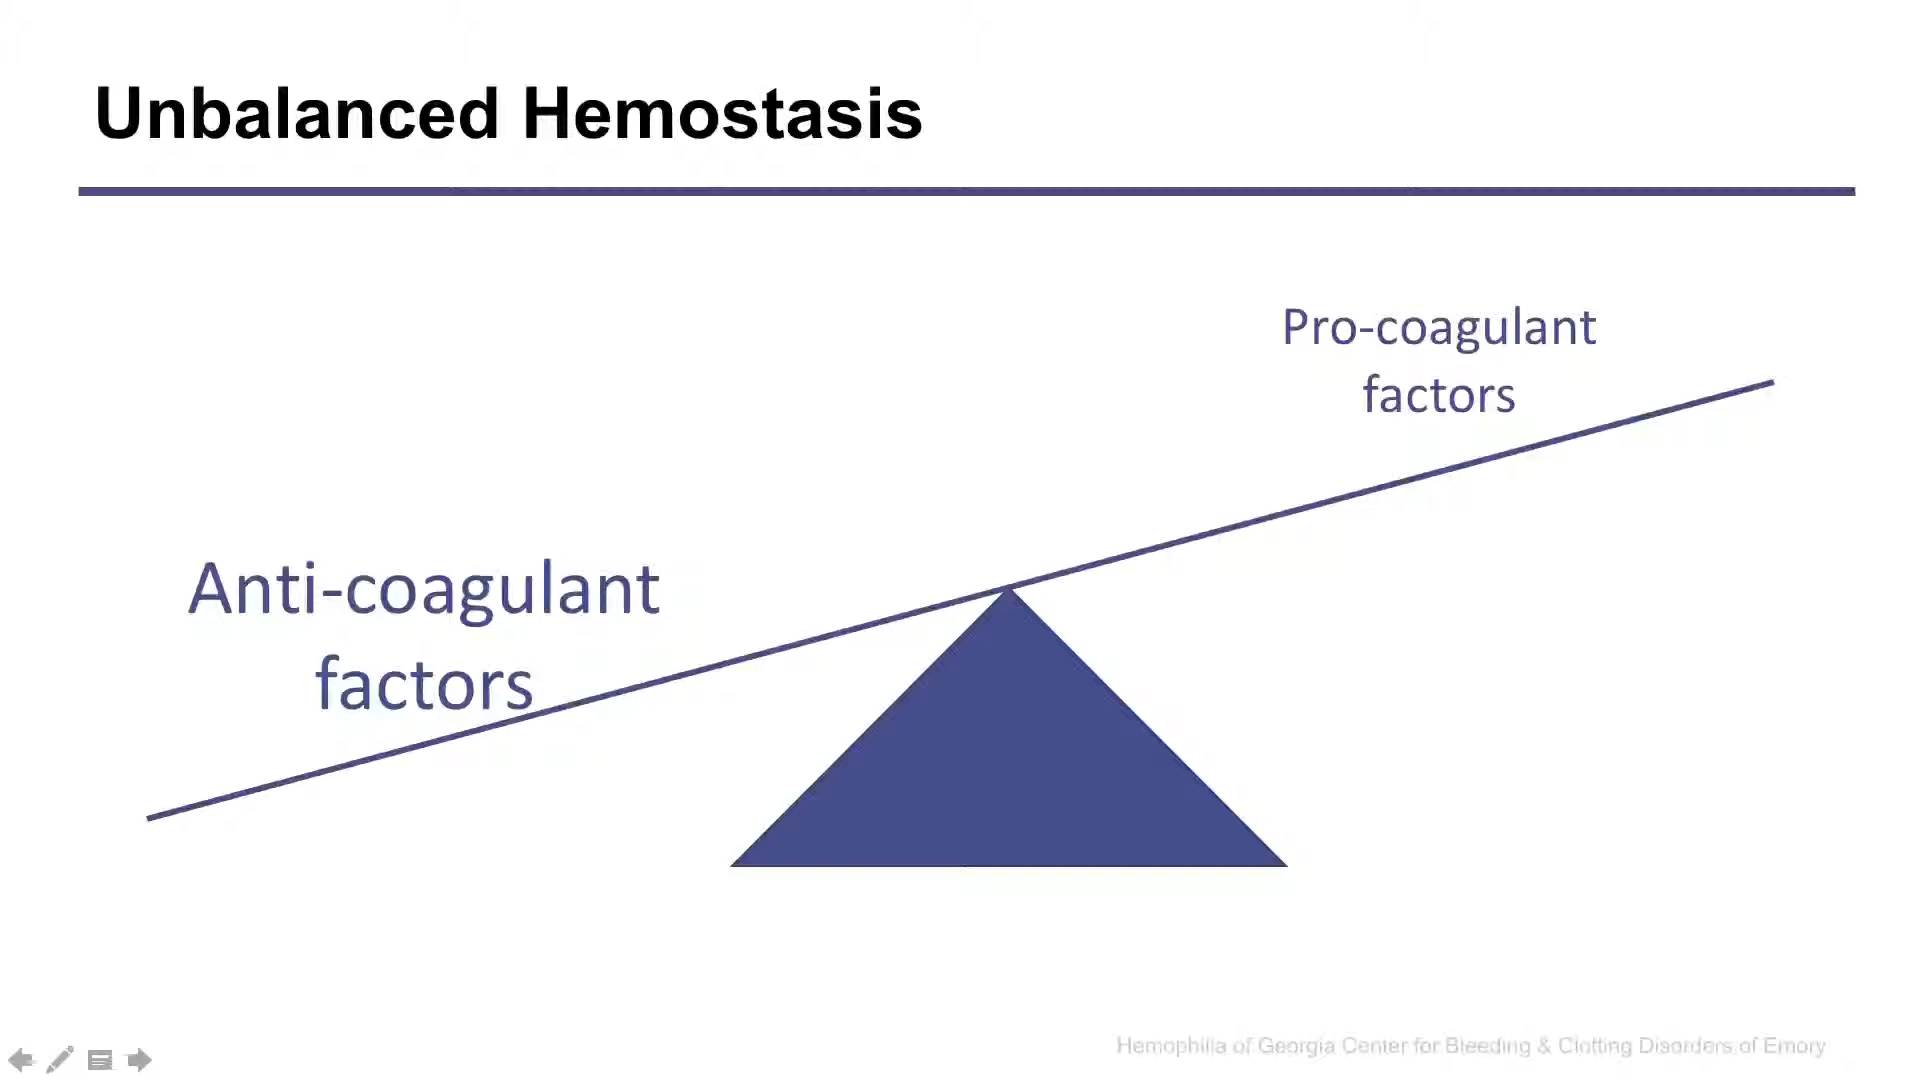 Unbalanced Hemostasis
Pro-coagulant
factors
Anti-coagulant
factors
Hemophilia of Georgia Center for Bleeding & Clotting Disorders of Emory